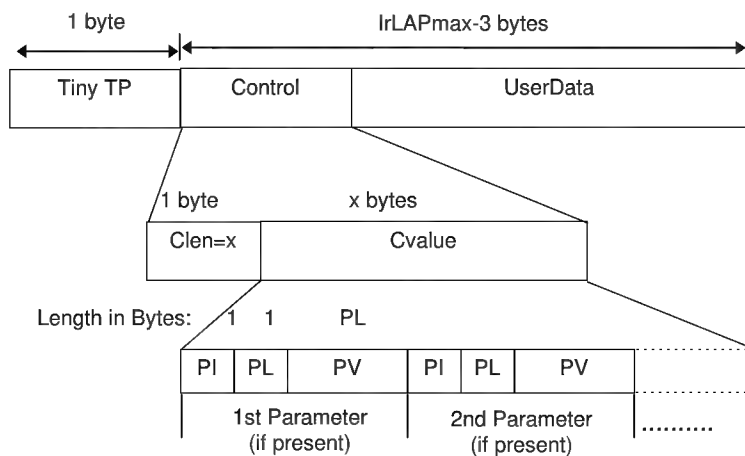 1 byte
IrLAPmax-3 bytes
Tiny TP
Control
UserData
1 byte
x bytes
Clen=x
Cvalue
Length in Bytes: 1 1 PL
PI PL PV PI PL PV
1st Parameter
(if present)
2nd Parameter
(if present)
..........